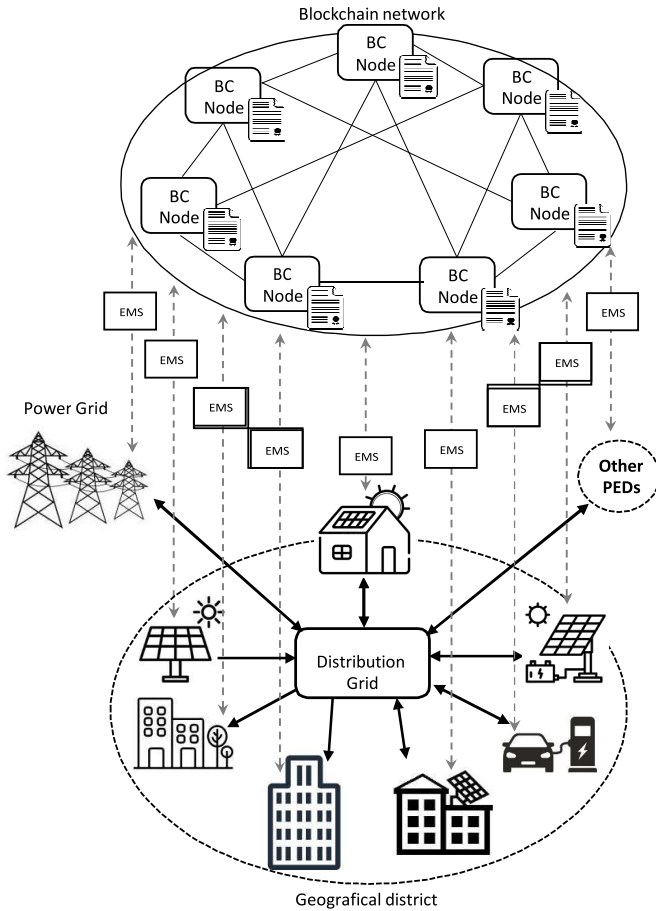 Blockchain network
BC
Node
BC
Node
BC
Node
BC
Node
BC
Node
BC
Node
BC
Node
EMS
EMS
EMS
EMS
EMS
EMS
EMS
EMS
EMS
Power Grid
Other
PEDs
Distribution
Grid
Geografical district